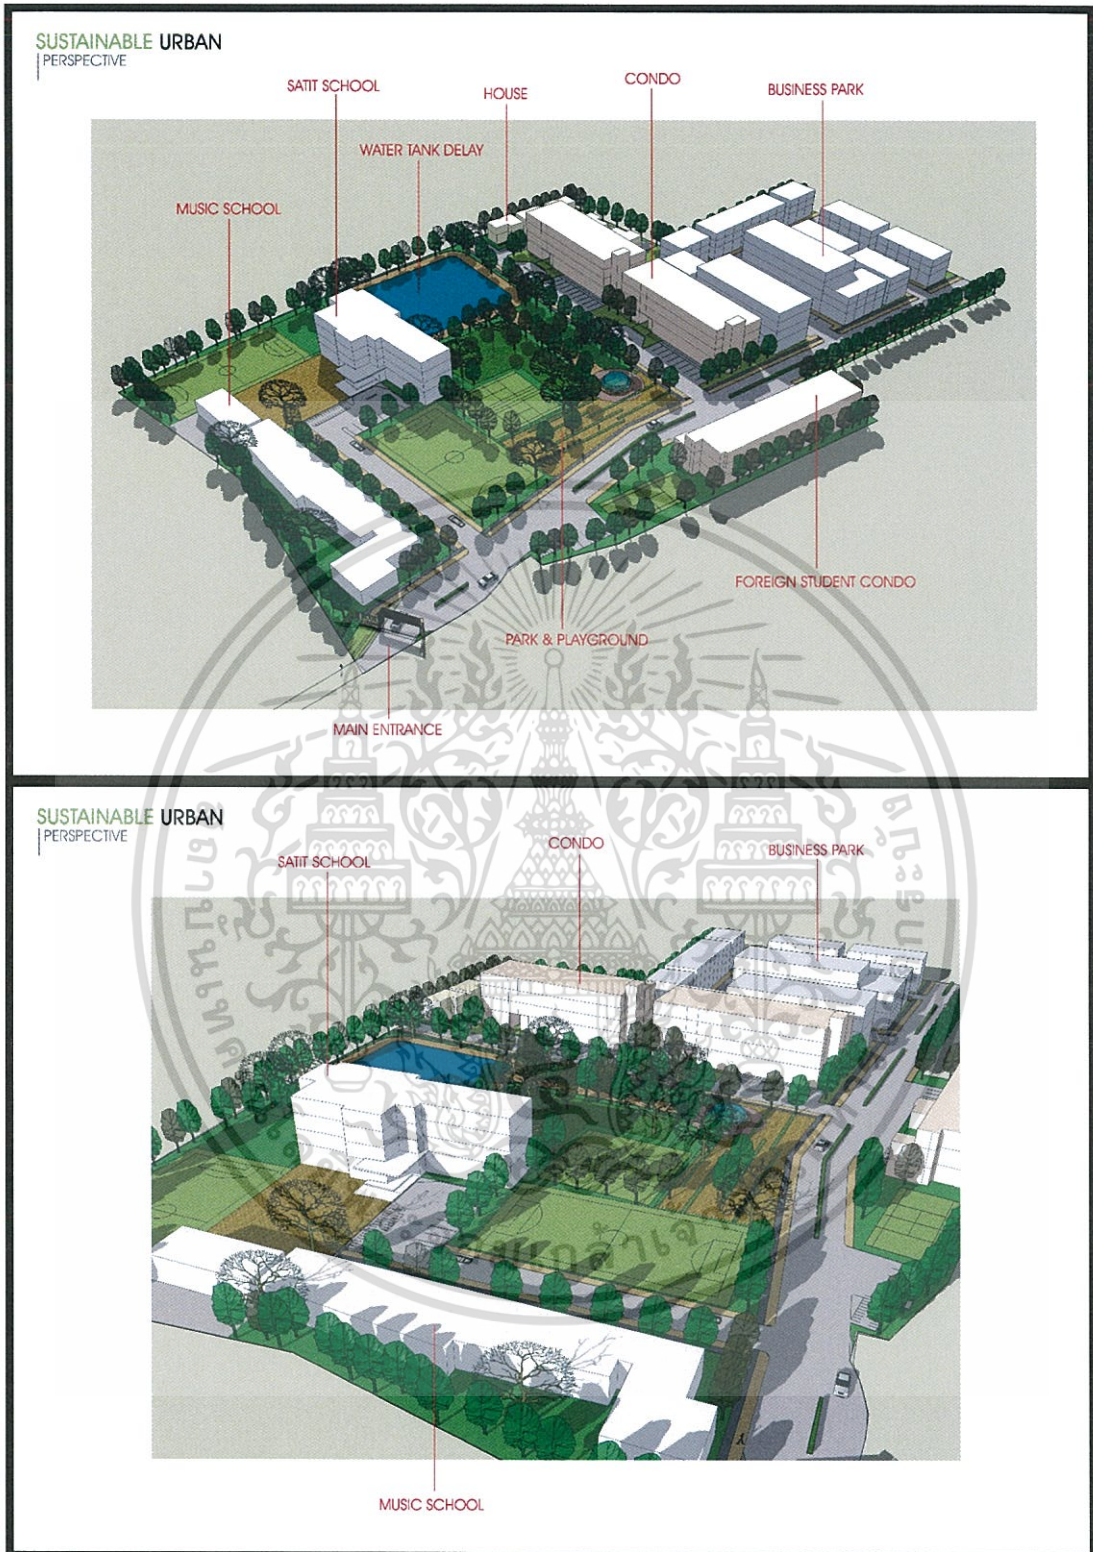 SUSTAINABLE URBAN
PERSPECTIVE
SATIT SCHOOL
HOUSE
CONDO
BUSINESS PARK
WATER TANK DELAY
MUSIC SCHOOL
FOREIGN STUDENT CONDO
PARK & PLAYGROUND
MAIN ENTRANCE
SUSTAINABLE URBAN
PERSPECTIVE
SATIT SCHOOL
CONDO
BUSINESS PARK
MUSIC SCHOOL